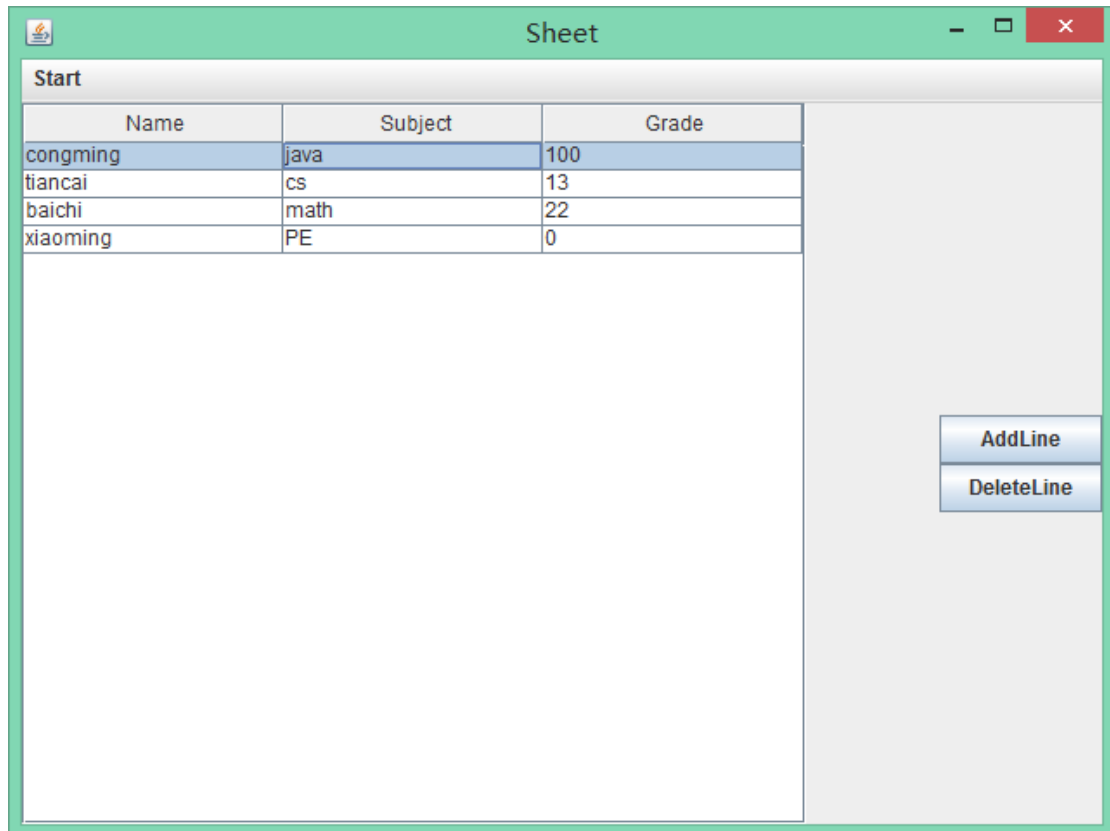 Sheet
Start
Name Subject Grade
congming java 100
tiancai cs 13
baichi math 22
xiaoming PE 0
AddLine
DeleteLine